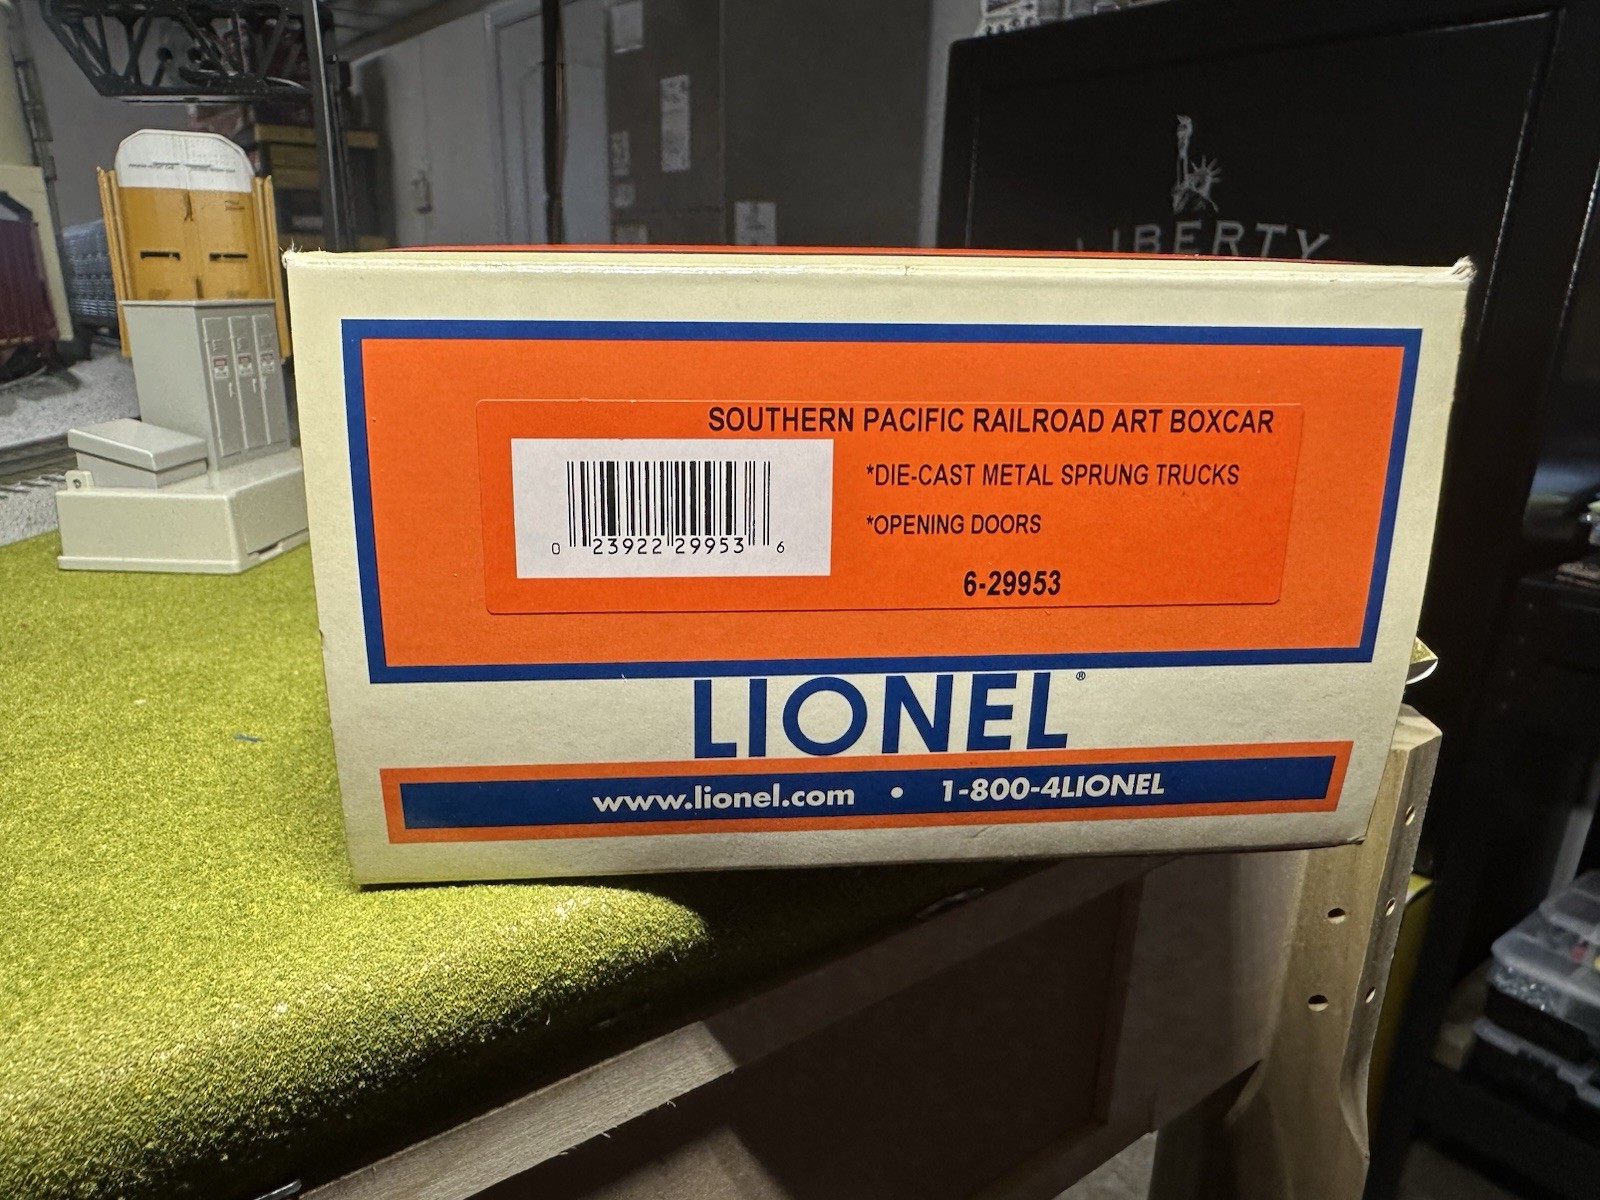 LIBERTY
SOUTHERN PACIFIC RAILROAD ART BOXCAR
*DIE-CAST METAL SPRUNG TRUCKS
*OPENING DOORS
0 23922 29953 6
6-29953
LIONEL®
www.lionel.com • 1-800-4LIONEL